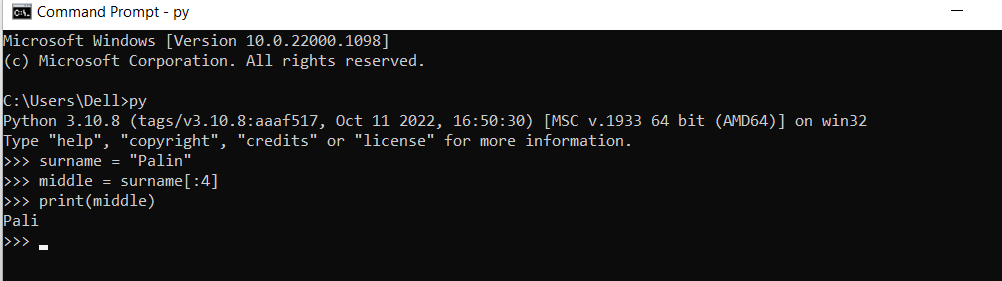 Command Prompt - py
Microsoft Windows [Version 10.0.22000.1098]
(c) Microsoft Corporation. All rights reserved.
C:\Users\Dell>py
Python 3.10.8 (tags/v3.10.8:aaaf517, Oct 11 2022, 16:50:30) [MSC v.1933 64 bit (AMD64)] on win32
Type "help", "copyright", "credits" or "license" for more information.
>>> surname = "Palin"
>>> middle = surname[:4]
>>> print(middle)
Pali
>>>